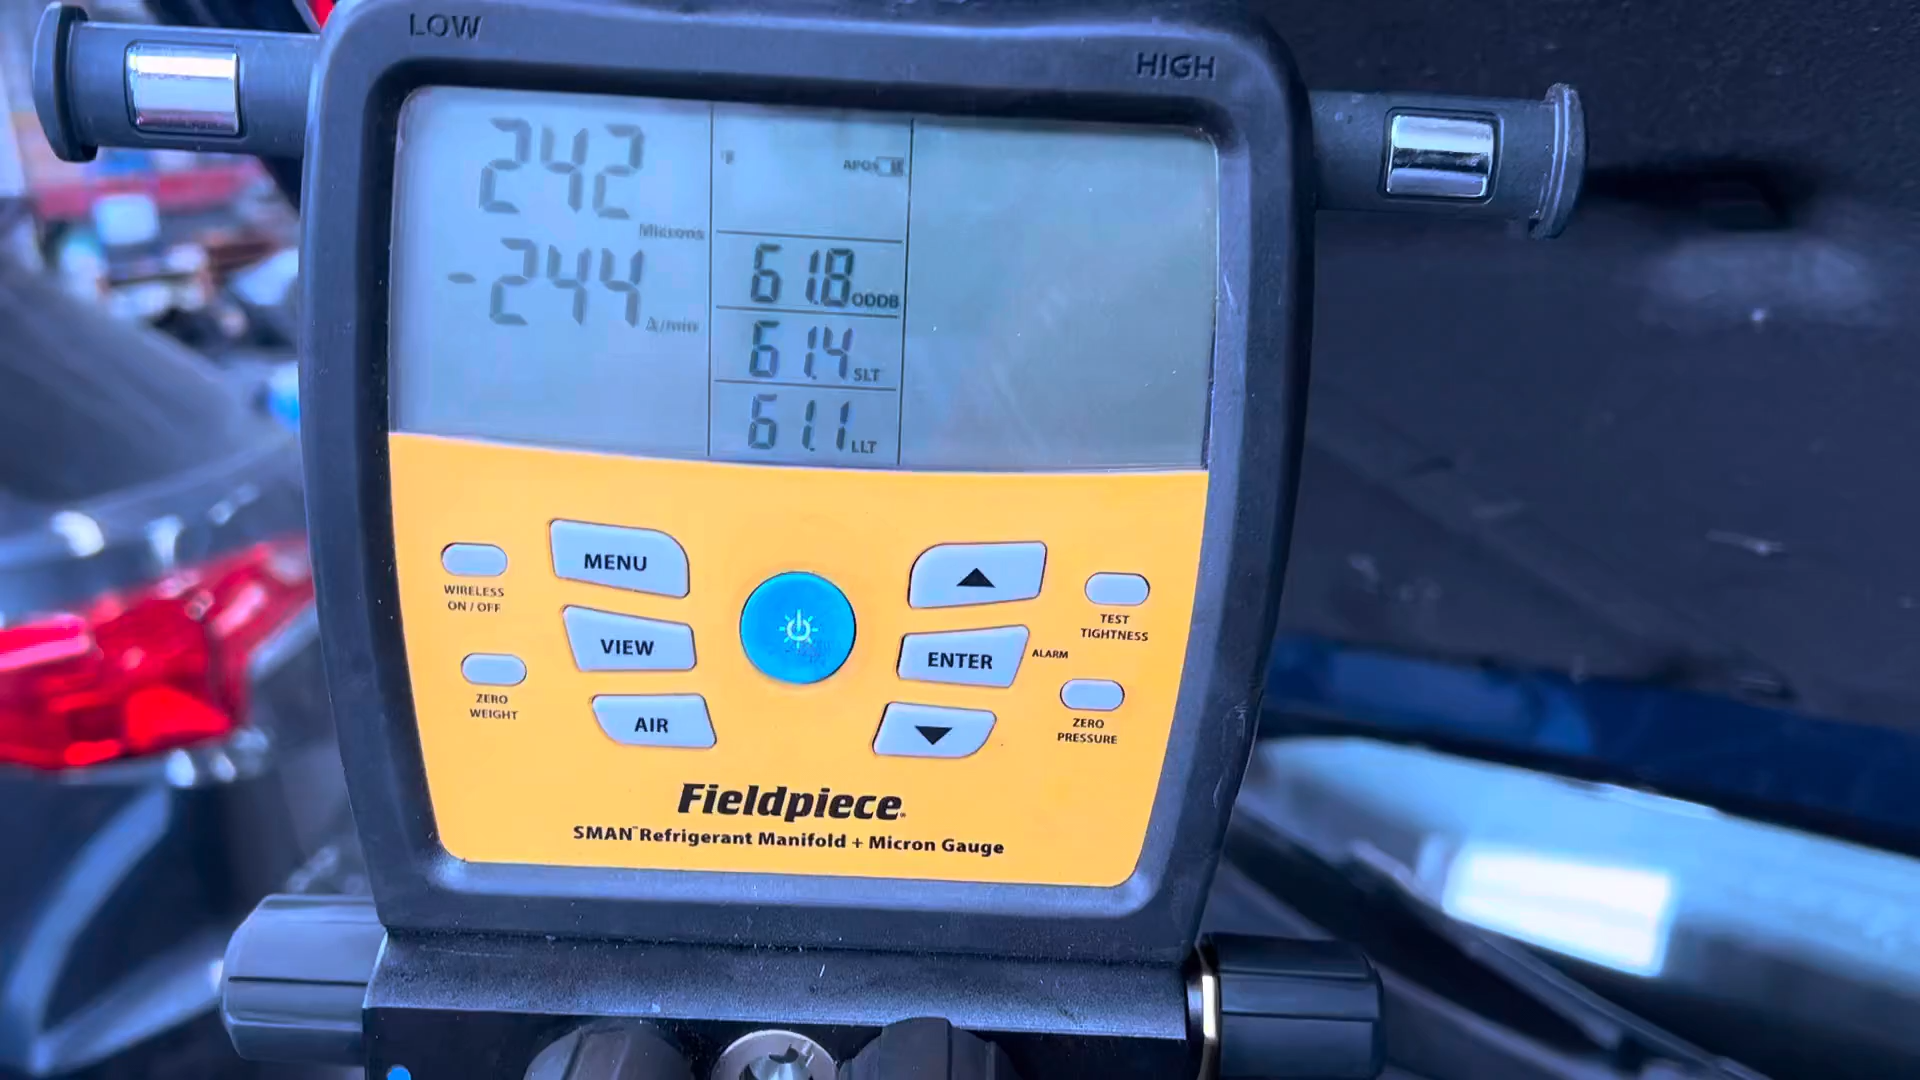 LOW
HIGH
242
Microns
-244
Δ/min
°F
APO
61.8 ODDB
61.4 SLT
61.1 LLT
MENU
VIEW
AIR
ENTER
WIRELESS
ON / OFF
ZERO
WEIGHT
TEST
TIGHTNESS
ALARM
ZERO
PRESSURE
Fieldpiece
SMAN™ Refrigerant Manifold + Micron Gauge